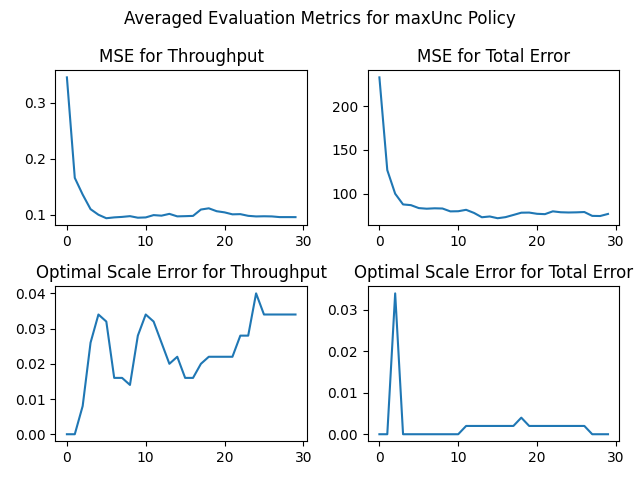 Averaged Evaluation Metrics for maxUnc Policy
MSE for Throughput
0.3
0.2
0.1
0 10 20 30
MSE for Total Error
200
150
100
0 10 20 30
Optimal Scale Error for Throughput
0.04
0.03
0.02
0.01
0.00
0 10 20 30
Optimal Scale Error for Total Error
0.03
0.02
0.01
0.00
0 10 20 30